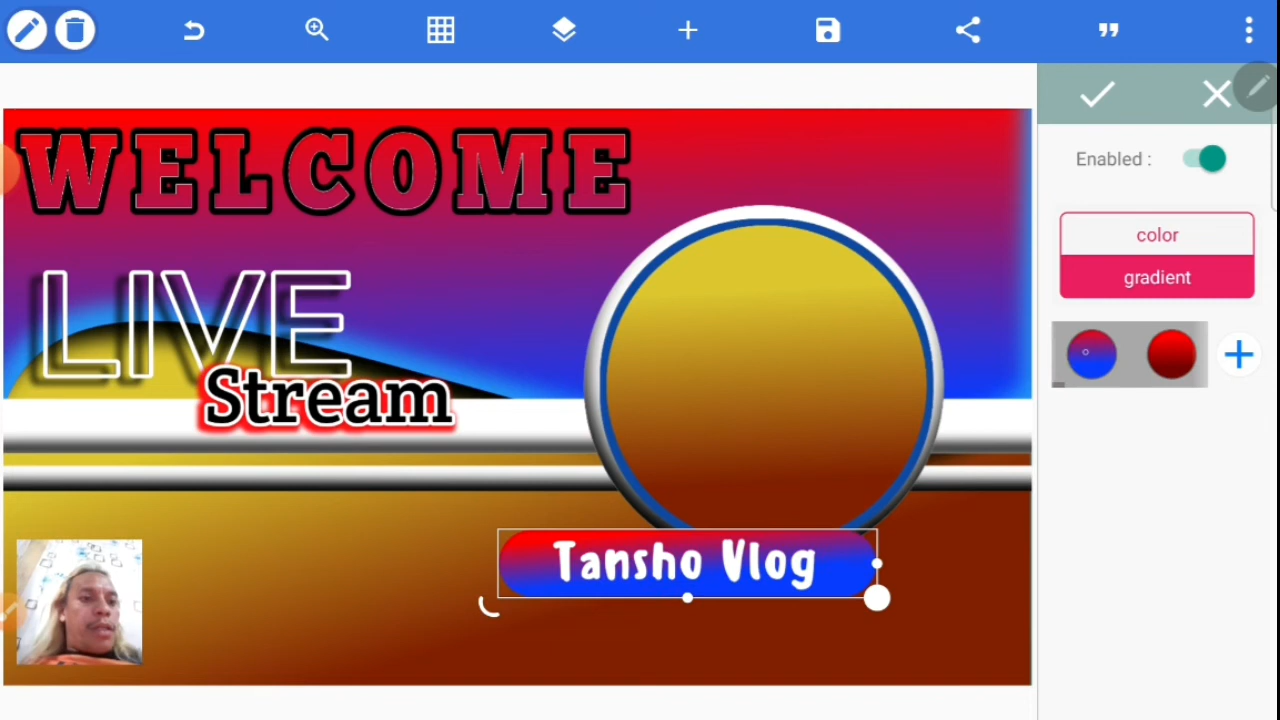 WELCOME
LIVE
Stream
Tansho Vlog
Enabled :
color
gradient